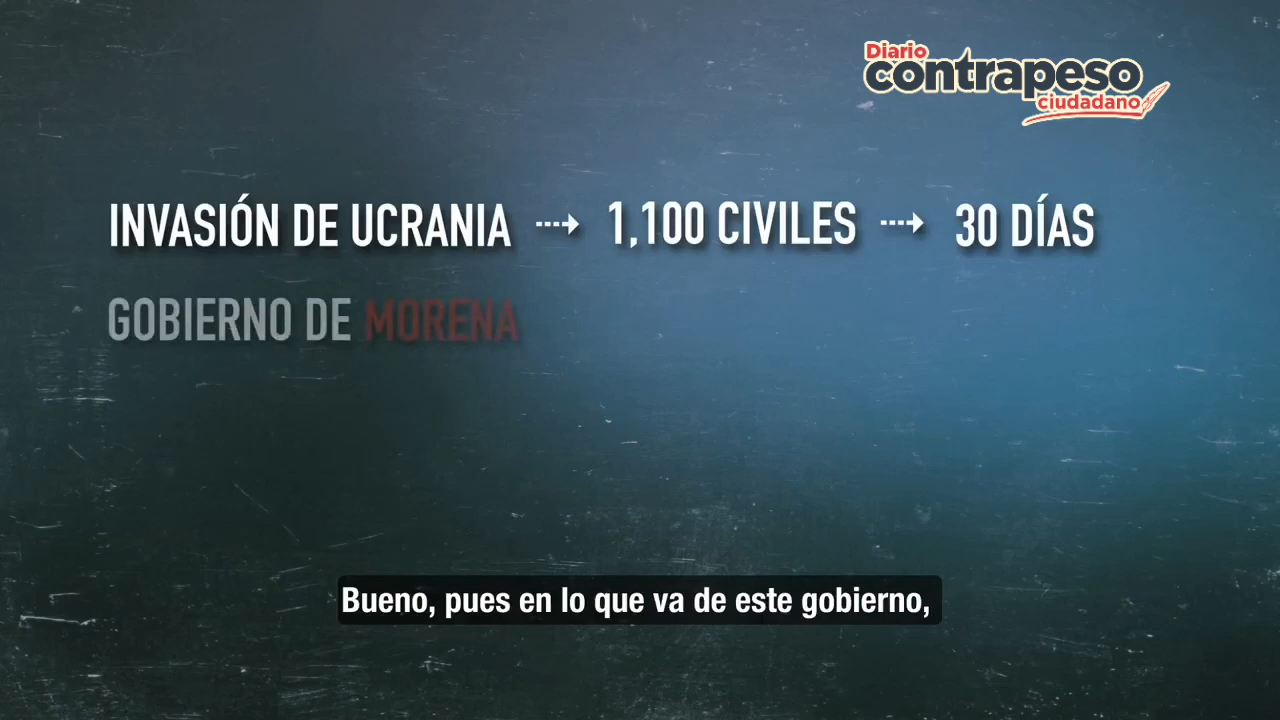 Diario
contrapeso
ciudadano
INVASIÓN DE UCRANIA 1,100 CIVILES 30 DÍAS
GOBIERNO DE MORENA
Bueno, pues en lo que va de este gobierno,